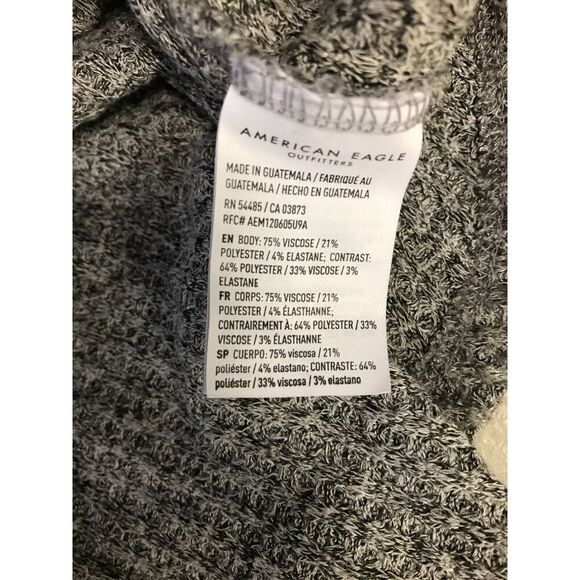 AMERICAN EAGLE
OUTFITTERS
MADE IN GUATEMALA / FABRIQUÉ AU
GUATEMALA / HECHO EN GUATEMALA
RN 54485 / CA 03873
RFC# AEM120605U9A
EN BODY: 75% VISCOSE / 21%
POLYESTER / 4% ELASTANE; CONTRAST:
64% POLYESTER / 33% VISCOSE / 3%
ELASTANE
FR CORPS: 75% VISCOSE / 21%
POLYESTER / 4% ÉLASTHANNE;
CONTRAIREMENT À: 64% POLYESTER / 33%
VISCOSE / 3% ÉLASTHANNE
SP CUERPO: 75% viscosa / 21%
poliéster / 4% elastano; CONTRASTE: 64%
poliéster / 33% viscosa / 3% elastano